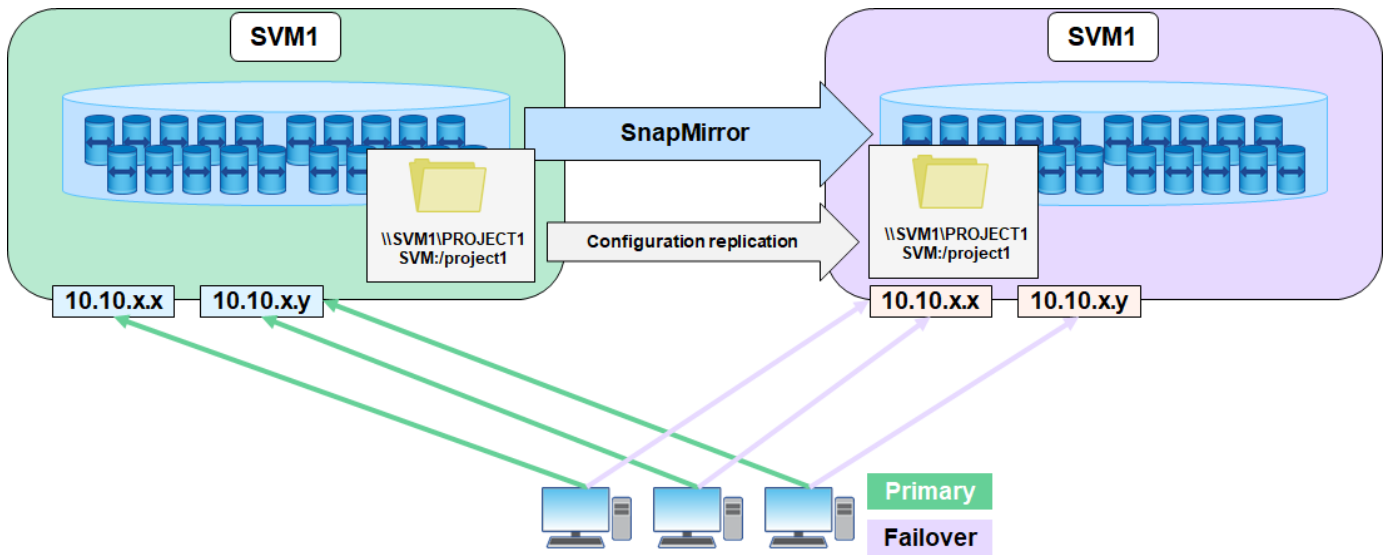 SVM1
SVM1
SnapMirror
\\SVM1\PROJECT1
SVM:/project1
Configuration replication
\\SVM1\PROJECT1
SVM:/project1
10.10.x.x
10.10.x.y
10.10.x.x
10.10.x.y
Primary
Failover